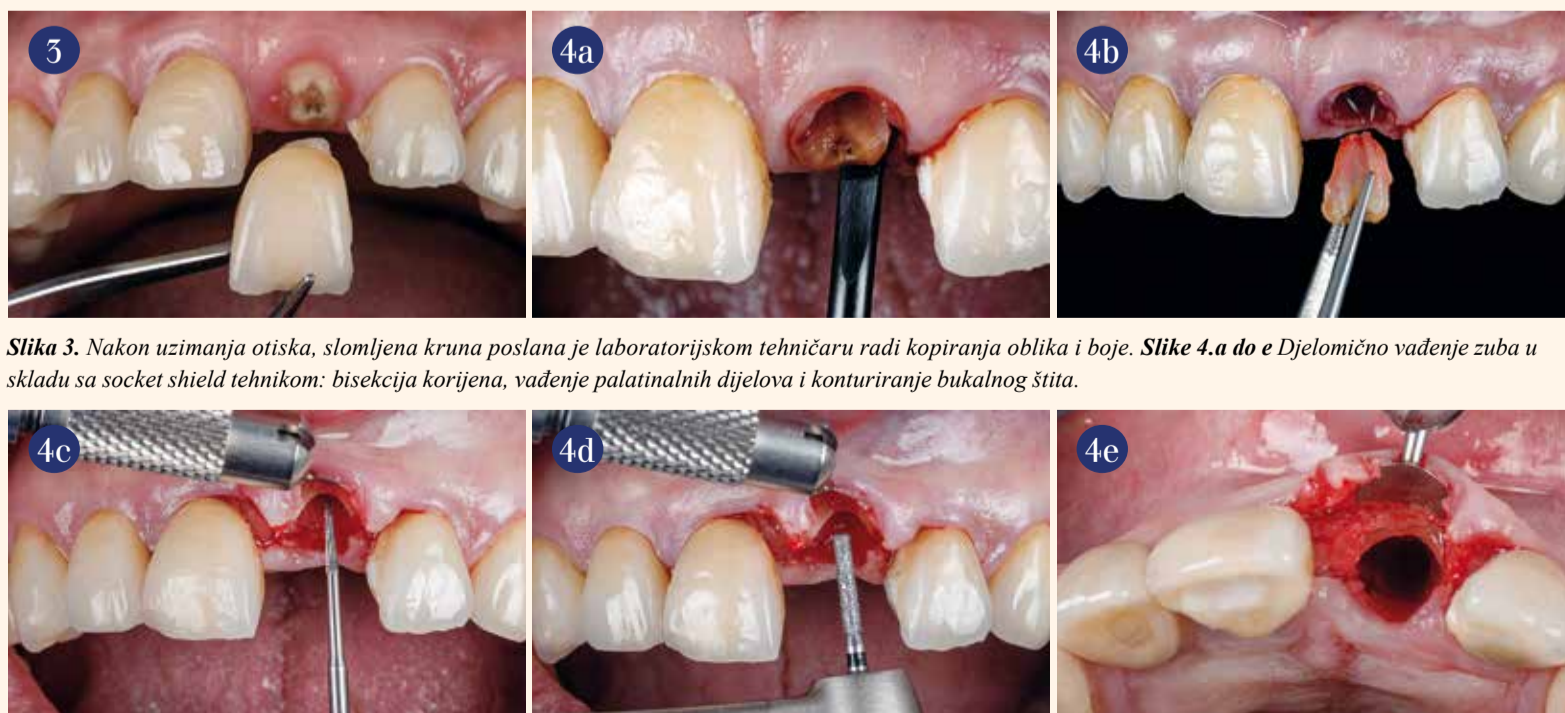 3
4a
4b
Slika 3. Nakon uzimanja otiska, slomljena kruna poslana je laboratorijskom tehničaru radi kopiranja oblika i boje. Slike 4.a do e Djelomično vađenje zuba u
skladu sa socket shield tehnikom: bisekcija korijena, vađenje palatinalnih dijelova i konturiranje bukalnog štita.
4c
4d
4e